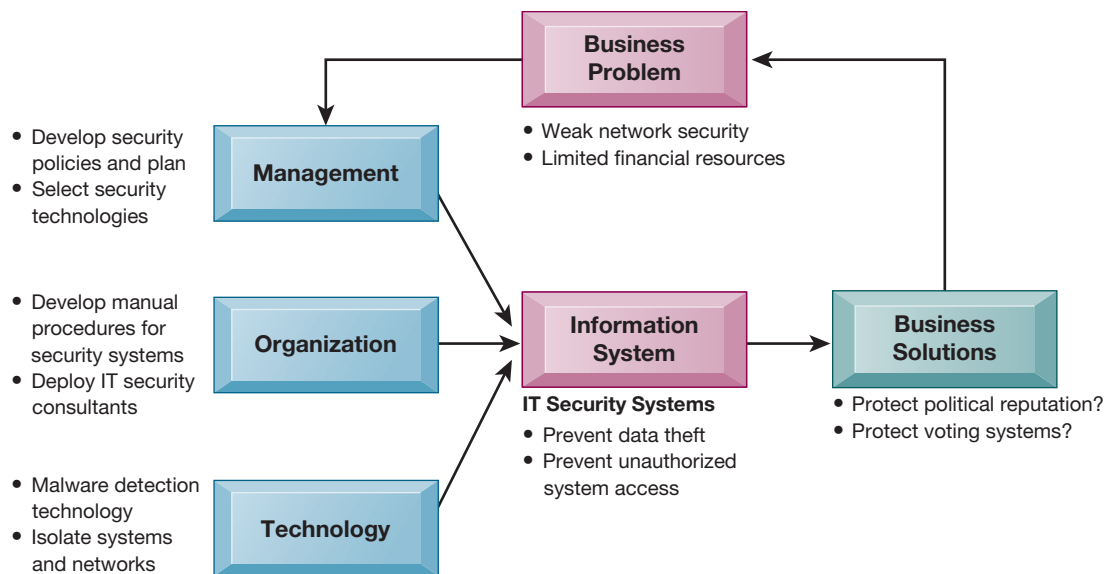 Business
Problem
• Weak network security
• Limited financial resources
• Develop security
policies and plan
• Select security
technologies
Management
• Develop manual
procedures for
security systems
• Deploy IT security
consultants
Organization
Information
System
IT Security Systems
• Prevent data theft
• Prevent unauthorized
system access
Business
Solutions
• Protect political reputation?
• Protect voting systems?
• Malware detection
technology
• Isolate systems
and networks
Technology